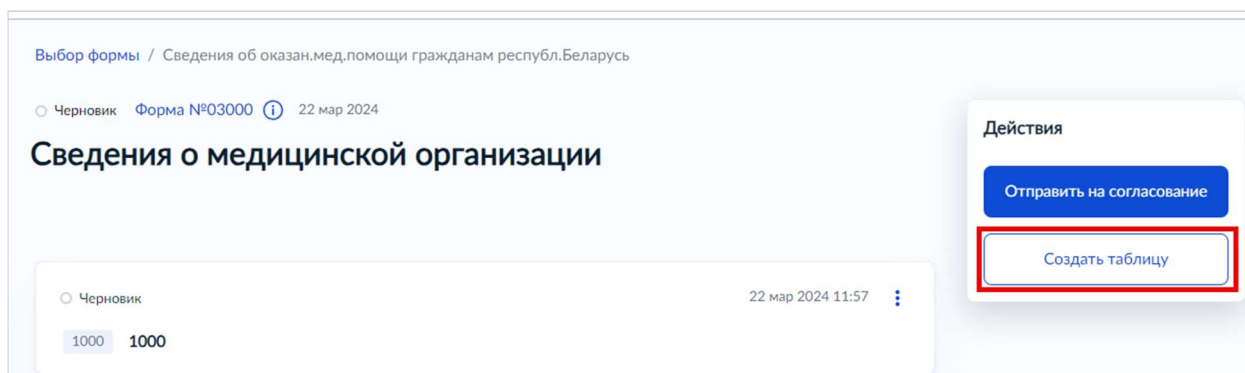 Выбор формы / Сведения об оказан.мед.помощи гражданам республ.Беларусь
Черновик Форма №03000 22 мар 2024
Сведения о медицинской организации
Действия
Отправить на согласование
Создать таблицу
Черновик 22 мар 2024 11:57
1000 1000